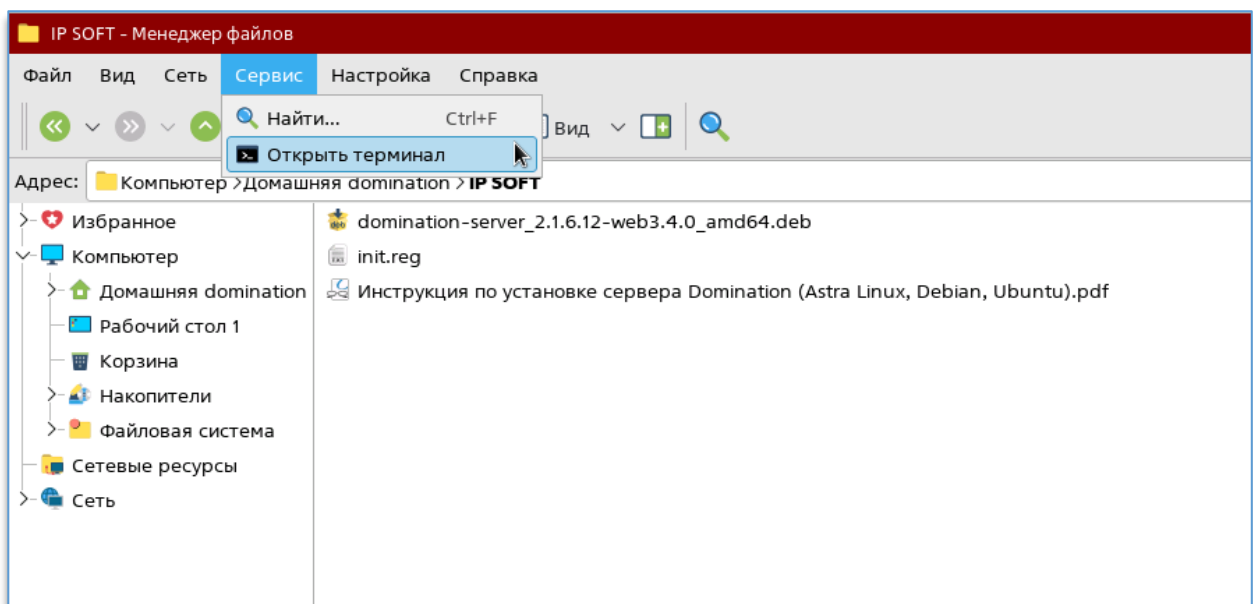 IP SOFT – Менеджер файлов
Файл Вид Сеть Сервис Настройка Справка
Найти... Ctrl+F
Вид
Открыть терминал
Адрес: Компьютер >Домашняя domination > IP SOFT
Избранное
Компьютер
Домашняя domination
Рабочий стол 1
Корзина
Накопители
Файловая система
Сетевые ресурсы
Сеть
domination-server_2.1.6.12-web3.4.0_amd64.deb
init.reg
Инструкция по установке сервера Domination (Astra Linux, Debian, Ubuntu).pdf